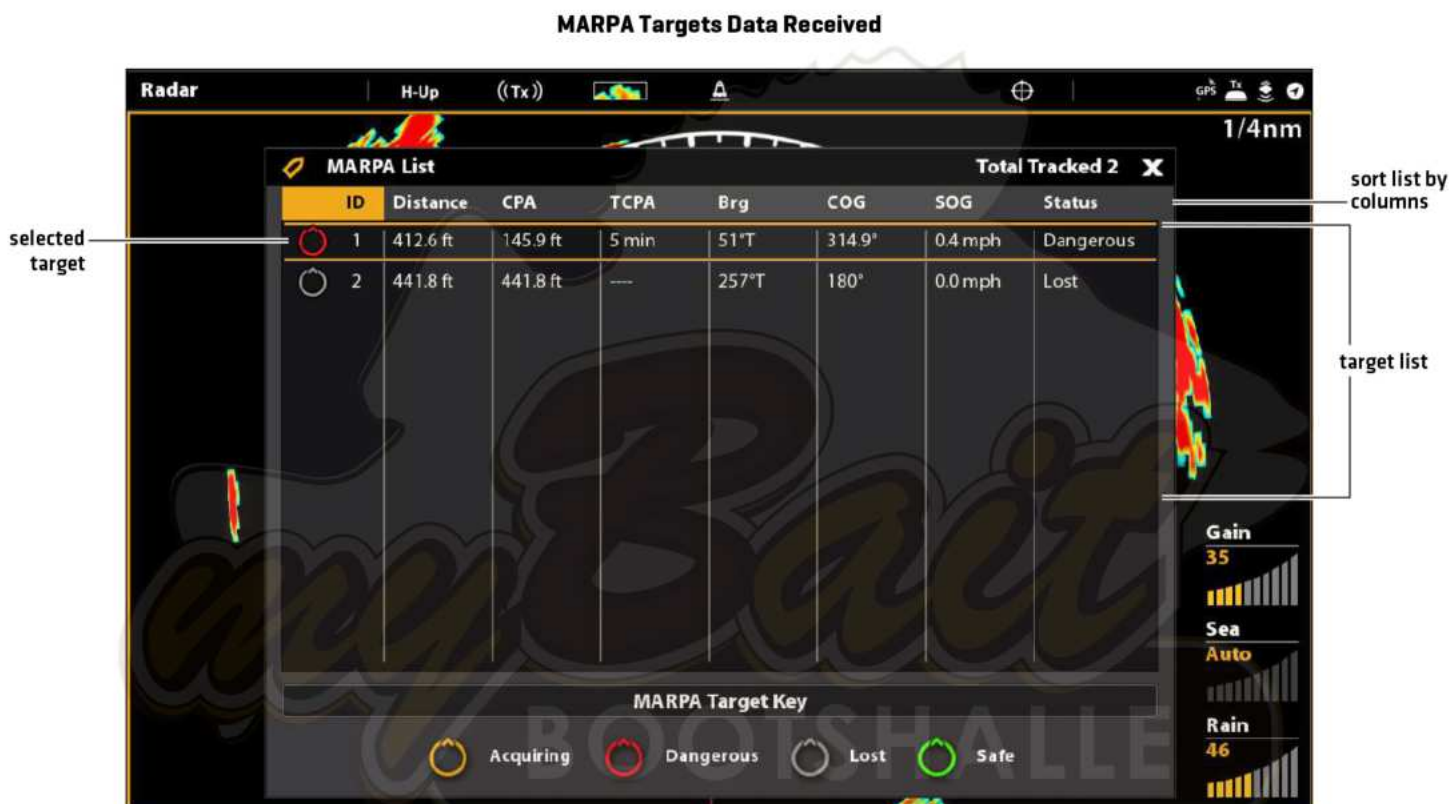 MARPA Targets Data Received
Radar H-Up ((Tx)) GPS Tx
1/4nm
MARPA List Total Tracked 2 X
sort list by
columns
ID Distance CPA TCPA Brg COG SOG Status
selected
target
1 412.6 ft 145.9 ft 5 min 51°T 314.9° 0.4 mph Dangerous
2 441.8 ft 441.8 ft ---- 257°T 180° 0.0 mph Lost
target list
Gain
35
Sea
Auto
Rain
46
MARPA Target Key
Acquiring Dangerous Lost Safe
myBait
BOOTSHALLE